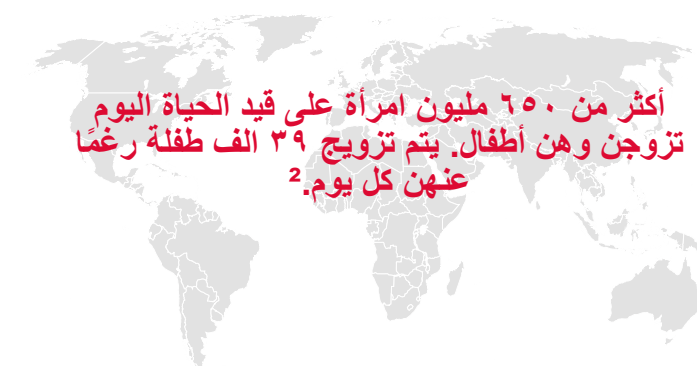 أكثر من ٦٥٠ مليون امرأة على قيد الحياة اليوم
تزوجن وهن أطفال. يتم تزويج ٣٩ الف طفلة رغمًا
عنهن كل يوم.²